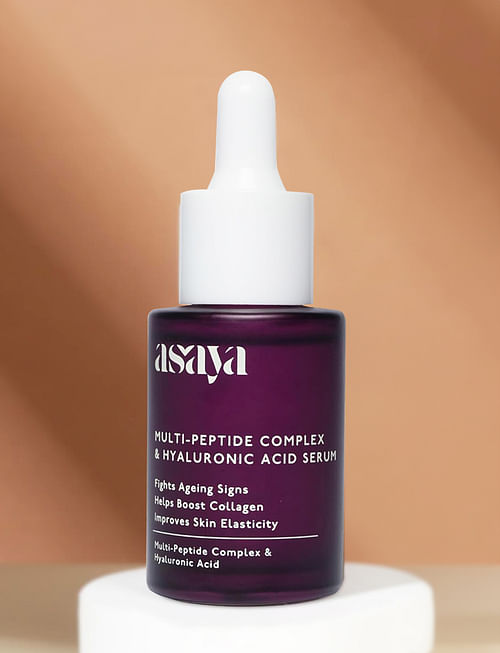 asaya
MULTI-PEPTIDE COMPLEX
& HYALURONIC ACID SERUM
Fights Ageing Signs
Helps Boost Collagen
Improves Skin Elasticity
Multi-Peptide Complex &
Hyaluronic Acid